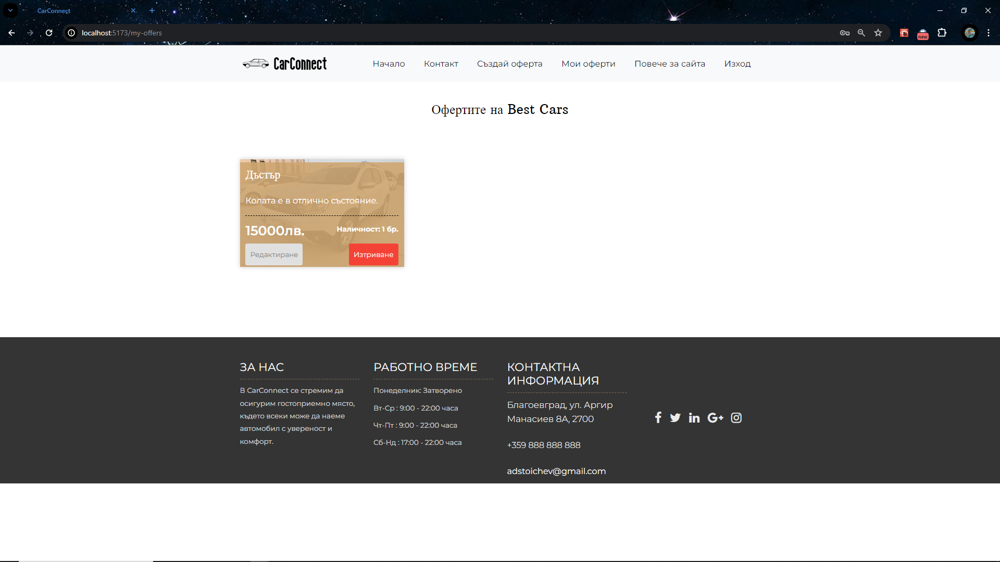 CarConnect
localhost:5173/my-offers
new
CarConnect
Начало
Контакт
Създай оферта
Мои оферти
Повече за сайта
Изход
Офертите на Best Cars
Дъстър
Колата е в отлично състояние.
15000лв.
Наличност: 1 бр.
Редактиране
Изтриване
ЗА НАС
В CarConnect се стремим да
осигурим гостоприемно място,
където всеки може да наеме
автомобил с увереност и
комфорт.
РАБОТНО ВРЕМЕ
Понеделник: Затворено
Вт-Ср : 9:00 - 22:00 часа
Чт-Пт : 9:00 - 22:00 часа
Сб-Нд : 17:00 - 22:00 часа
КОНТАКТНА
ИНФОРМАЦИЯ
Благоевград, ул. Аргир
Манасиев 8А, 2700
+359 888 888 888
adstoichev@gmail.com